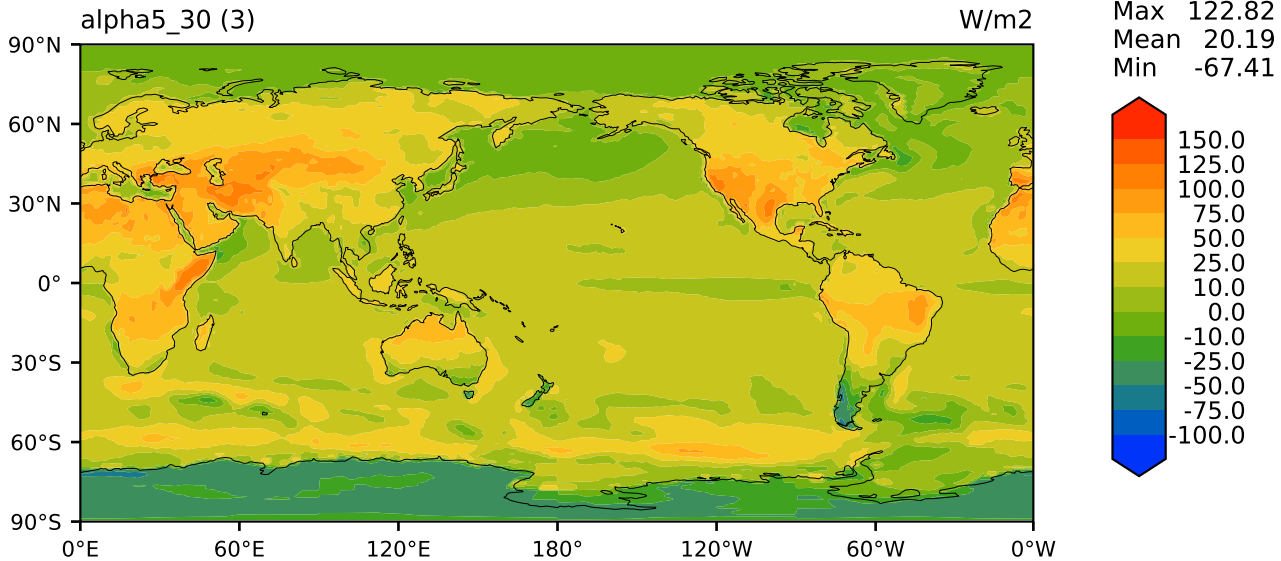 alpha5_30 (3)
W/m2
Max 122.82
Mean 20.19
Min -67.41
90°N
60°N
30°N
0°
30°S
60°S
90°S
0°E
60°E
120°E
180°
120°W
60°W
0°W
150.0
125.0
100.0
75.0
50.0
25.0
10.0
0.0
-10.0
-25.0
-50.0
-75.0
-100.0